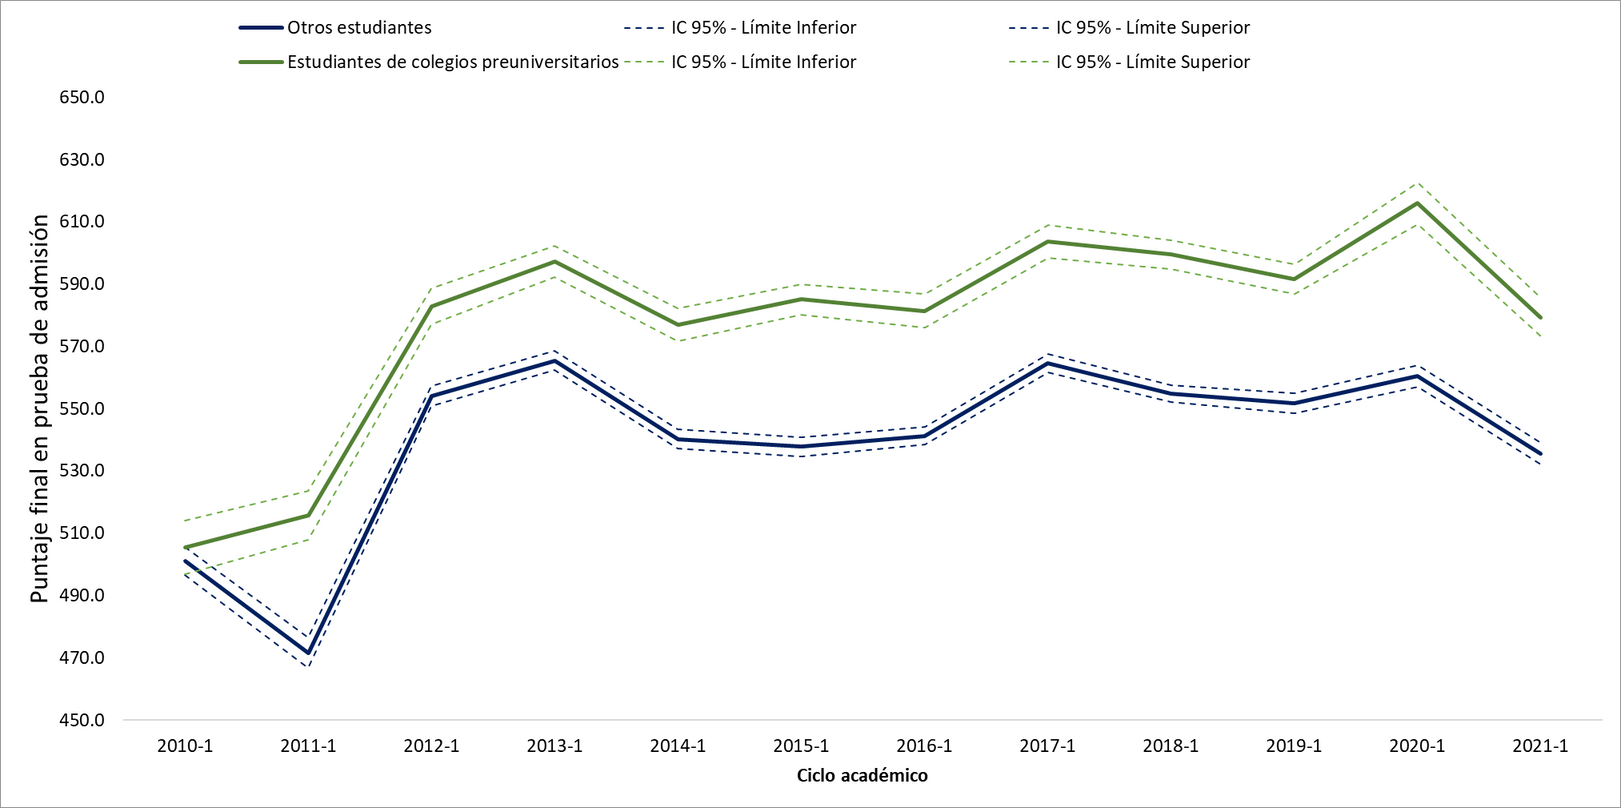 Otros estudiantes IC 95% - Límite Inferior IC 95% - Límite Superior
Estudiantes de colegios preuniversitarios IC 95% - Límite Inferior IC 95% - Límite Superior
Puntaje final en prueba de admisión
650.0
630.0
610.0
590.0
570.0
550.0
530.0
510.0
490.0
470.0
450.0
2010-1 2011-1 2012-1 2013-1 2014-1 2015-1 2016-1 2017-1 2018-1 2019-1 2020-1 2021-1
Ciclo académico